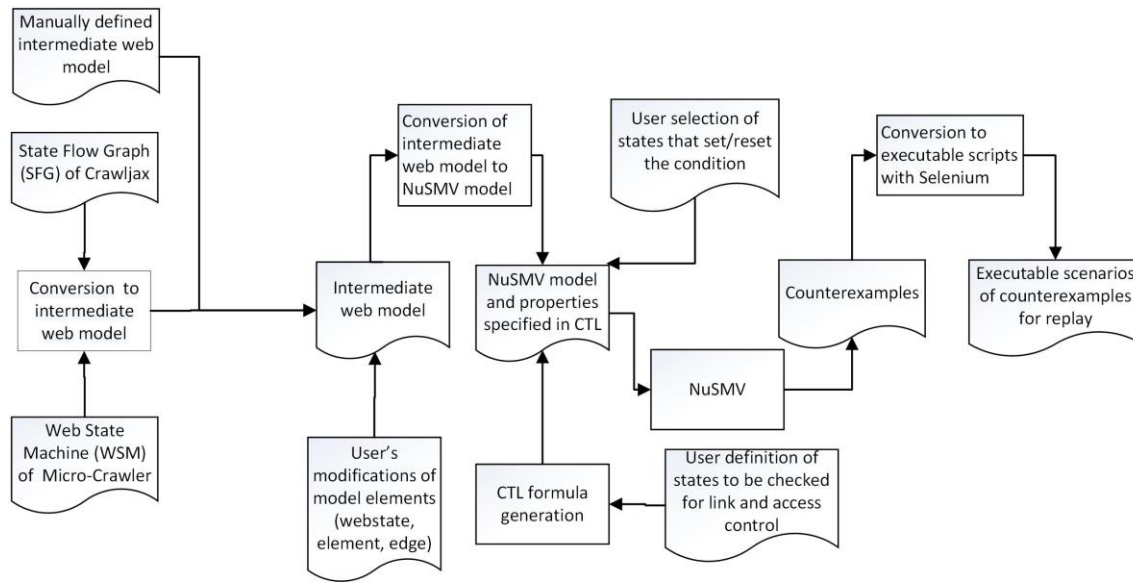 Manually defined
intermediate web
model
State Flow Graph
(SFG) of Crawljax
Conversion to
intermediate
web model
Web State
Machine (WSM)
of Micro-Crawler
Conversion of
intermediate
web model to
NuSMV model
Intermediate
web model
User's
modifications of
model elements
(webstate,
element, edge)
User selection of
states that set/reset
the condition
NuSMV model
and properties
specified in CTL
CTL formula
generation
NuSMV
User definition of
states to be checked
for link and access
control
Counterexamples
Conversion to
executable scripts
with Selenium
Executable scenarios
of counterexamples
for replay